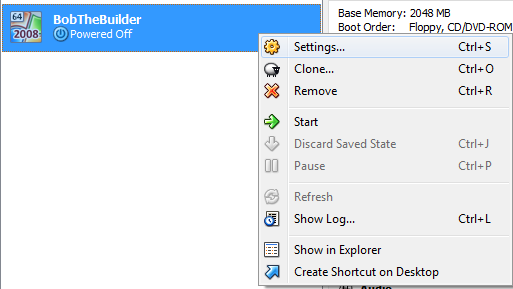 64
2008
BobTheBuilder
Powered Off
Base Memory: 2048 MB
Boot Order: Floppy, CD/DVD-ROM
Settings... Ctrl+S
Clone... Ctrl+O
Remove Ctrl+R
Start
Discard Saved State Ctrl+J
Pause Ctrl+P
Refresh
Show Log... Ctrl+L
Show in Explorer
Create Shortcut on Desktop
Audio